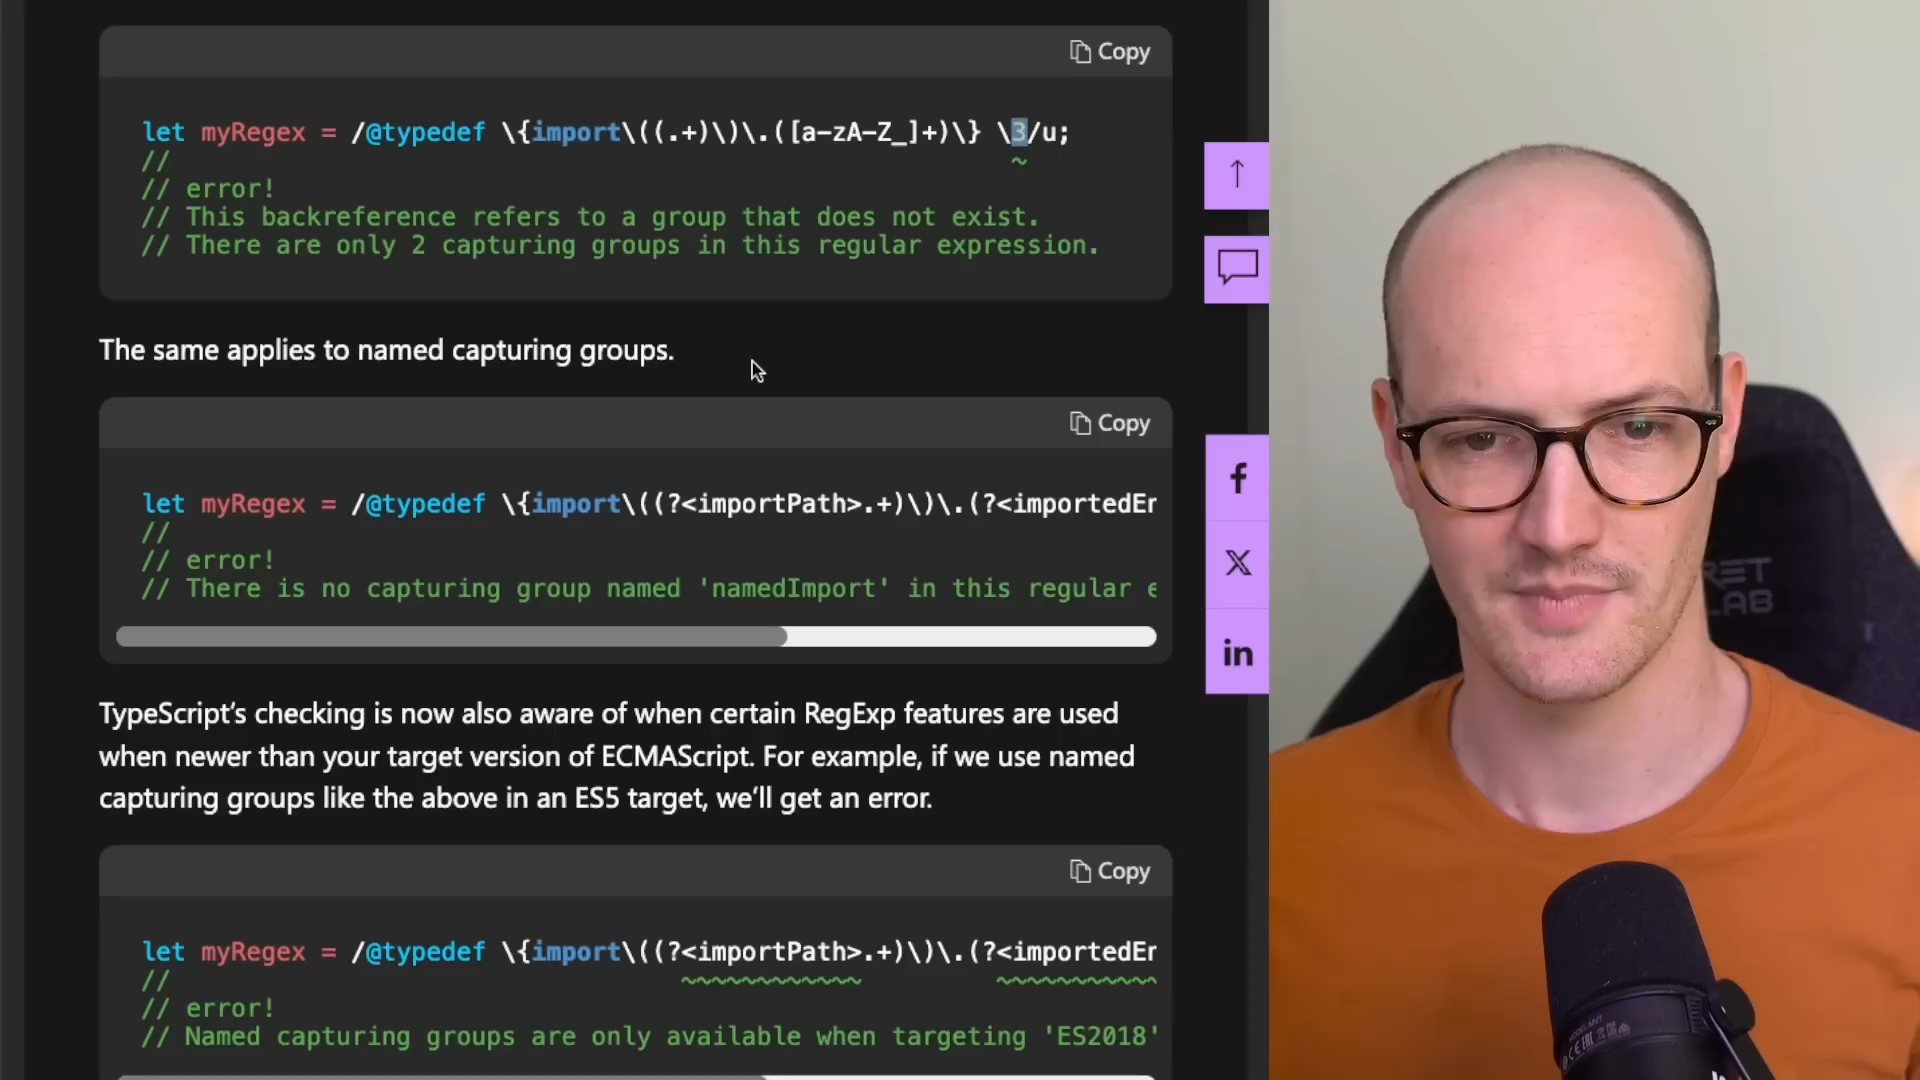 Copy
let myRegex = /@typedef \{import\((.+)\)\.([a-zA-Z_]+)\} \3/u;
//                                                         ~
// error!
// This backreference refers to a group that does not exist.
// There are only 2 capturing groups in this regular expression.
The same applies to named capturing groups.
Copy
let myRegex = /@typedef \{import\((?<importPath>.+)\)\.(?<importedEn
//
// error!
// There is no capturing group named 'namedImport' in this regular e
TypeScript’s checking is now also aware of when certain RegExp features are used
when newer than your target version of ECMAScript. For example, if we use named
capturing groups like the above in an ES5 target, we’ll get an error.
Copy
let myRegex = /@typedef \{import\((?<importPath>.+)\)\.(?<importedEn
//                                  ~~~~~~~~~~~~         ~~~~~~~~~~~
// error!
// Named capturing groups are only available when targeting 'ES2018'
f
X
in
RET
LAB